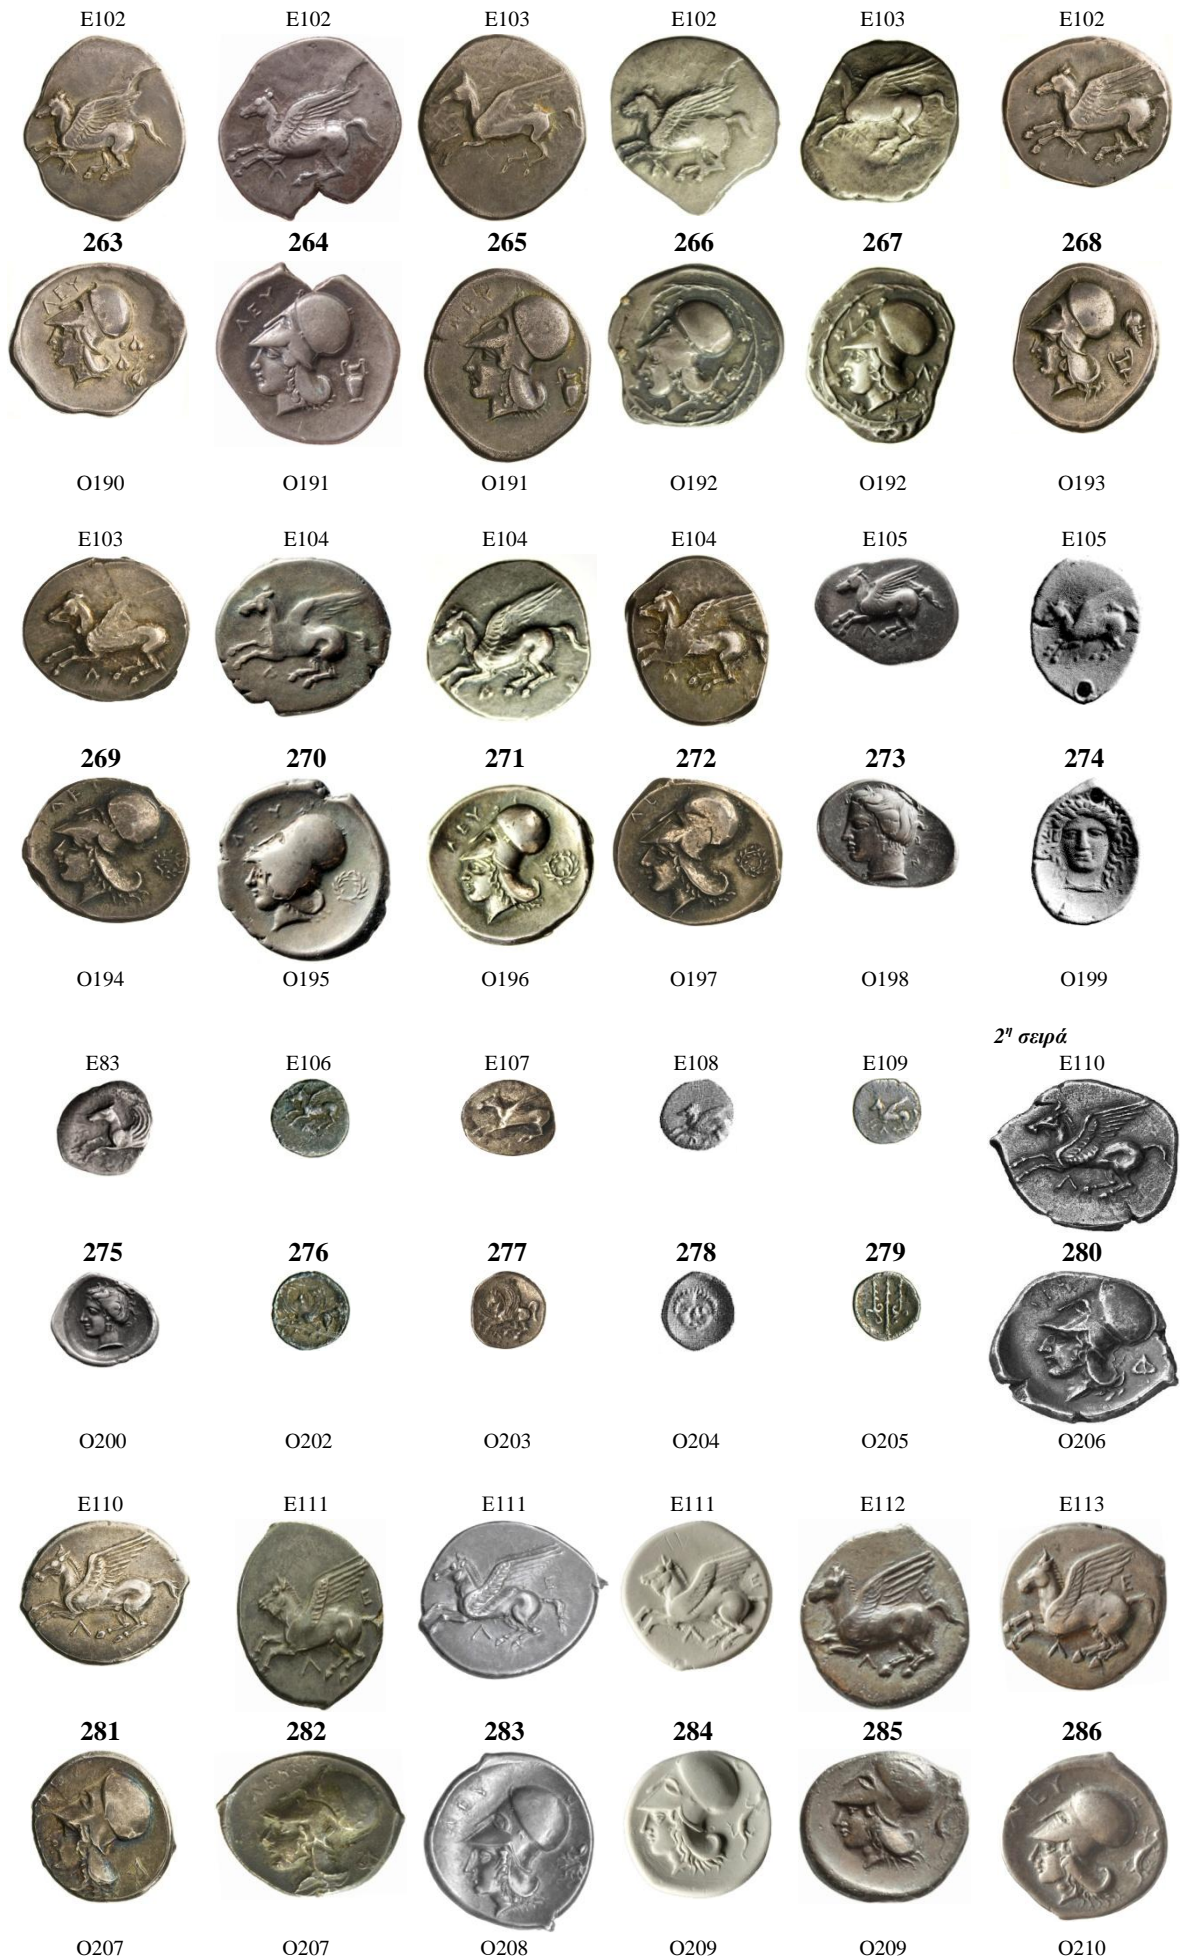 E102 E102 E103 E102 E103 E102
263 264 265 266 267 268
O190 O191 O191 O192 O192 O193
E103 E104 E104 E104 E105 E105
269 270 271 272 273 274
O194 O195 O196 O197 O198 O199
2η σειρά
E83 E106 E107 E108 E109 E110
275 276 277 278 279 280
O200 O202 O203 O204 O205 O206
E110 E111 E111 E111 E112 E113
281 282 283 284 285 286
O207 O207 O208 O209 O209 O210